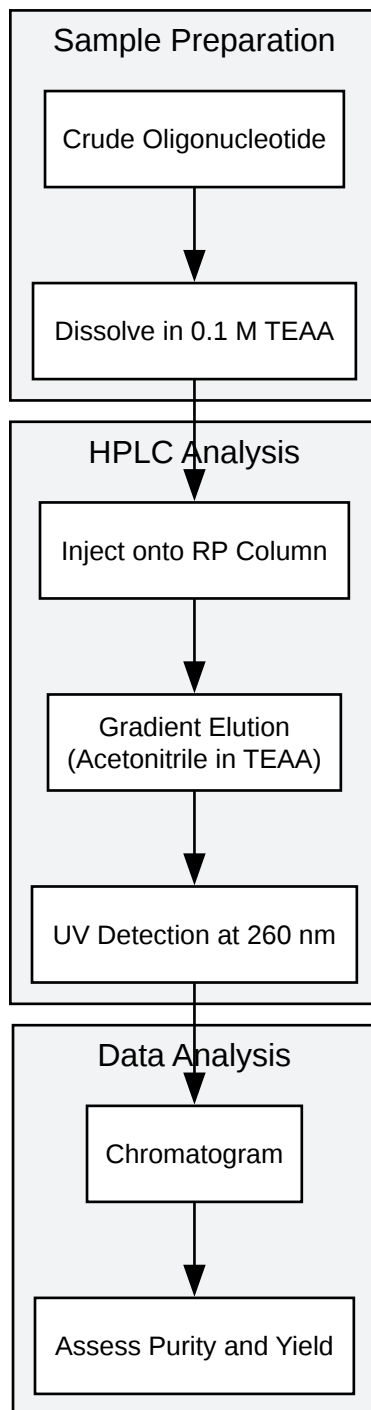 Sample Preparation
Crude Oligonucleotide
Dissolve in 0.1 M TEAA
HPLC Analysis
Inject onto RP Column
Gradient Elution
(Acetonitrile in TEAA)
UV Detection at 260 nm
Data Analysis
Chromatogram
Assess Purity and Yield